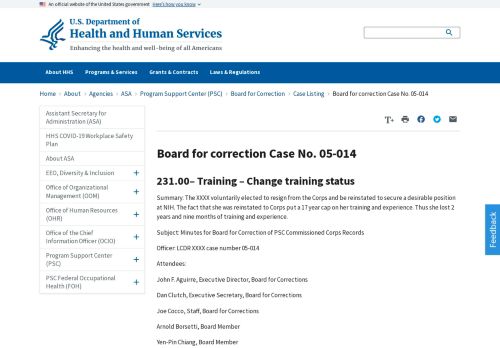 An official website of the United States government Here's how you know
U.S. Department of
Health and Human Services
Enhancing the health and well-being of all Americans
About HHS Programs & Services Grants & Contracts Laws & Regulations
Home › About › Agencies › ASA › Program Support Center (PSC) › Board for Correction › Case Listing › Board for correction Case No. 05-014
Assistant Secretary for
Administration (ASA)
HHS COVID-19 Workplace Safety
Plan
About ASA
EEO, Diversity & Inclusion +
Office of Organizational
Management (OOM) +
Office of Human Resources
(OHR) +
Office of the Chief
Information Officer (OCIO) +
Program Support Center
(PSC) +
PSC Federal Occupational
Health (FOH) +
T+
Board for correction Case No. 05-014
231.00– Training – Change training status
Summary: The XXXX voluntarily elected to resign from the Corps and be reinstated to secure a desirable position
at NIH. The fact that she was reinstated to Corps put a 17 year cap on her training and experience. Thus she lost 2
years and nine months of training and experience.
Subject: Minutes for Board for Correction of PSC Commissioned Corps Records
Officer: LCDR XXXX case number 05-014
Attendees:
John F. Aguirre, Executive Director, Board for Corrections
Dan Clutch, Executive Secretary, Board for Corrections
Joe Cocco, Staff, Board for Corrections
Arnold Borsetti, Board Member
Yen-Pin Chiang, Board Member
Feedback